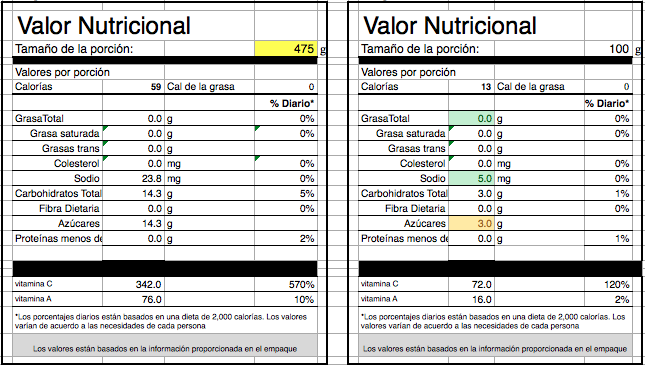 Valor Nutricional
Tamaño de la porción: 475 g
Valores por porción
Calorías 59 Cal de la grasa 0
% Diario*
GrasaTotal 0.0 g 0%
Grasa saturada 0.0 g 0%
Grasas trans 0.0 g
Colesterol 0.0 mg 0%
Sodio 23.8 mg 0%
Carbohidratos Total 14.3 g 5%
Fibra Dietaria 0.0 g 0%
Azúcares 14.3 g
Proteínas menos de 0.0 g 2%
vitamina C 342.0 570%
vitamina A 76.0 10%
*Los porcentajes diarios están basados en una dieta de 2,000 calorías. Los valores
varían de acuerdo a las necesidades de cada persona
Los valores están basados en la información proporcionada en el empaque
Valor Nutricional
Tamaño de la porción: 100 g
Valores por porción
Calorías 13 Cal de la grasa 0
% Diario*
GrasaTotal 0.0 g 0%
Grasa saturada 0.0 g 0%
Grasas trans 0.0 g
Colesterol 0.0 mg 0%
Sodio 5.0 mg 0%
Carbohidratos Total 3.0 g 1%
Fibra Dietaria 0.0 g 0%
Azúcares 3.0 g
Proteínas menos de 0.0 g 1%
vitamina C 72.0 120%
vitamina A 16.0 2%
*Los porcentajes diarios están basados en una dieta de 2,000 calorías. Los
valores varían de acuerdo a las necesidades de cada persona
Los valores están basados en la información proporcionada en el empaque